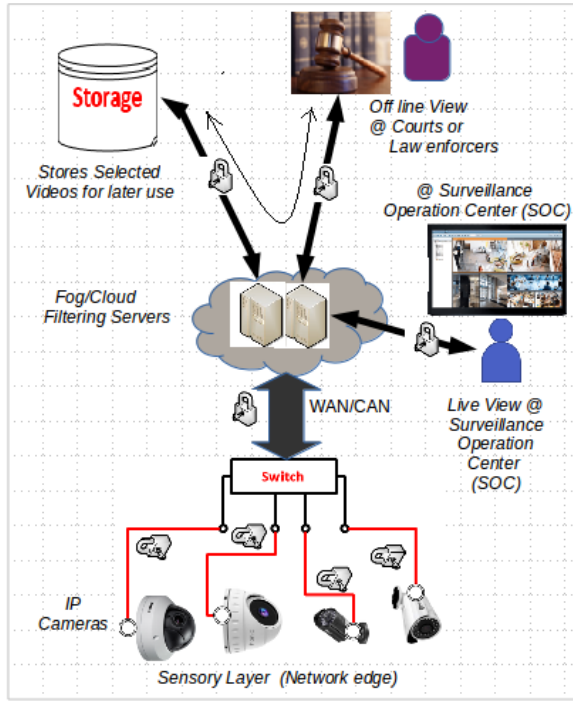 Storage
Stores Selected
Videos for later use
Off line View
@ Courts or
Law enforcers
@ Surveillance
Operation Center (SOC)
Fog/Cloud
Filtering Servers
WAN/CAN
Live View @
Surveillance
Operation
Center
(SOC)
Switch
IP
Cameras
Sensory Layer (Network edge)